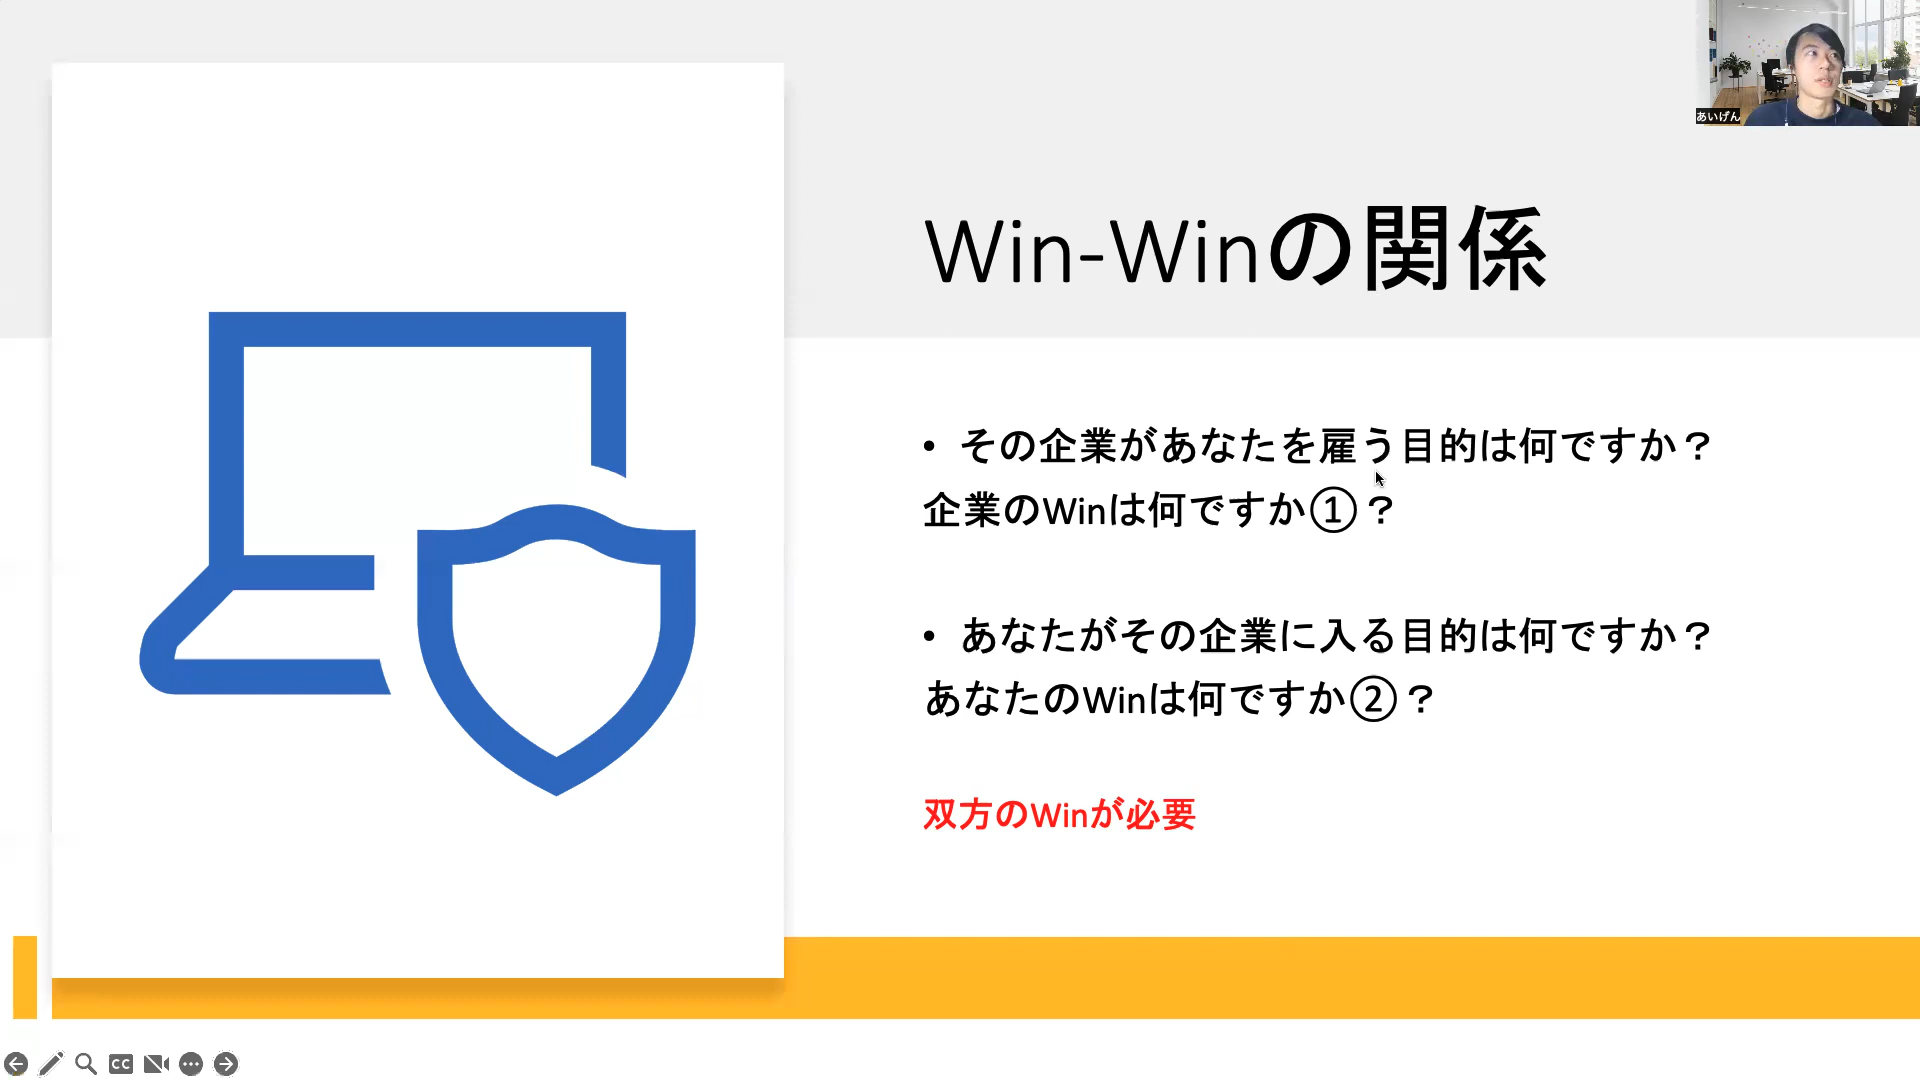 あいげん
Win-Winの関係
• その企業があなたを雇う目的は何ですか？
企業のWinは何ですか①？
• あなたがその企業に入る目的は何ですか？
あなたのWinは何ですか②？
双方のWinが必要
CC